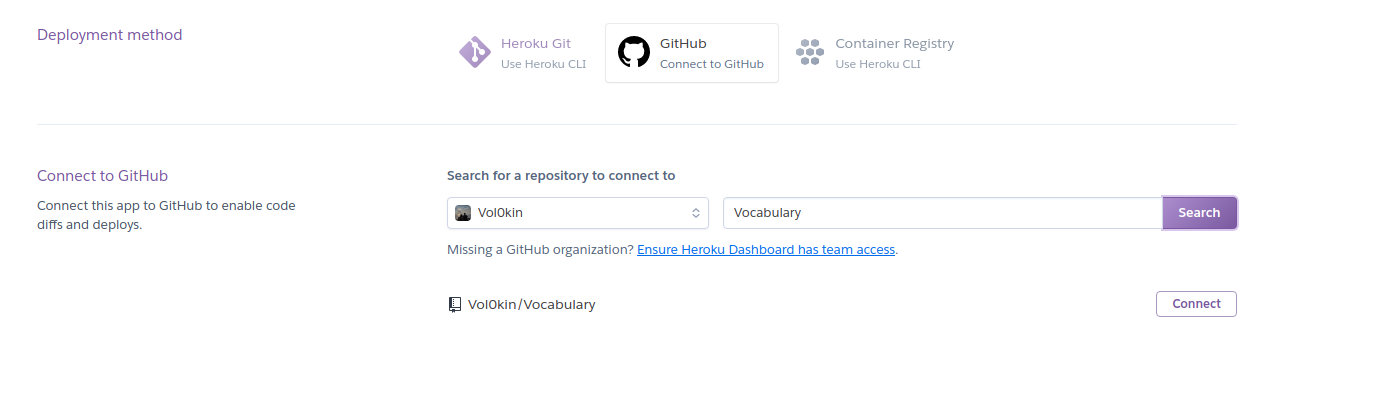 Deployment method
Heroku Git
Use Heroku CLI
GitHub
Connect to GitHub
Container Registry
Use Heroku CLI
Connect to GitHub
Connect this app to GitHub to enable code
diffs and deploys.
Search for a repository to connect to
Vol0kin
Vocabulary
Search
Missing a GitHub organization? Ensure Heroku Dashboard has team access.
Vol0kin/Vocabulary
Connect